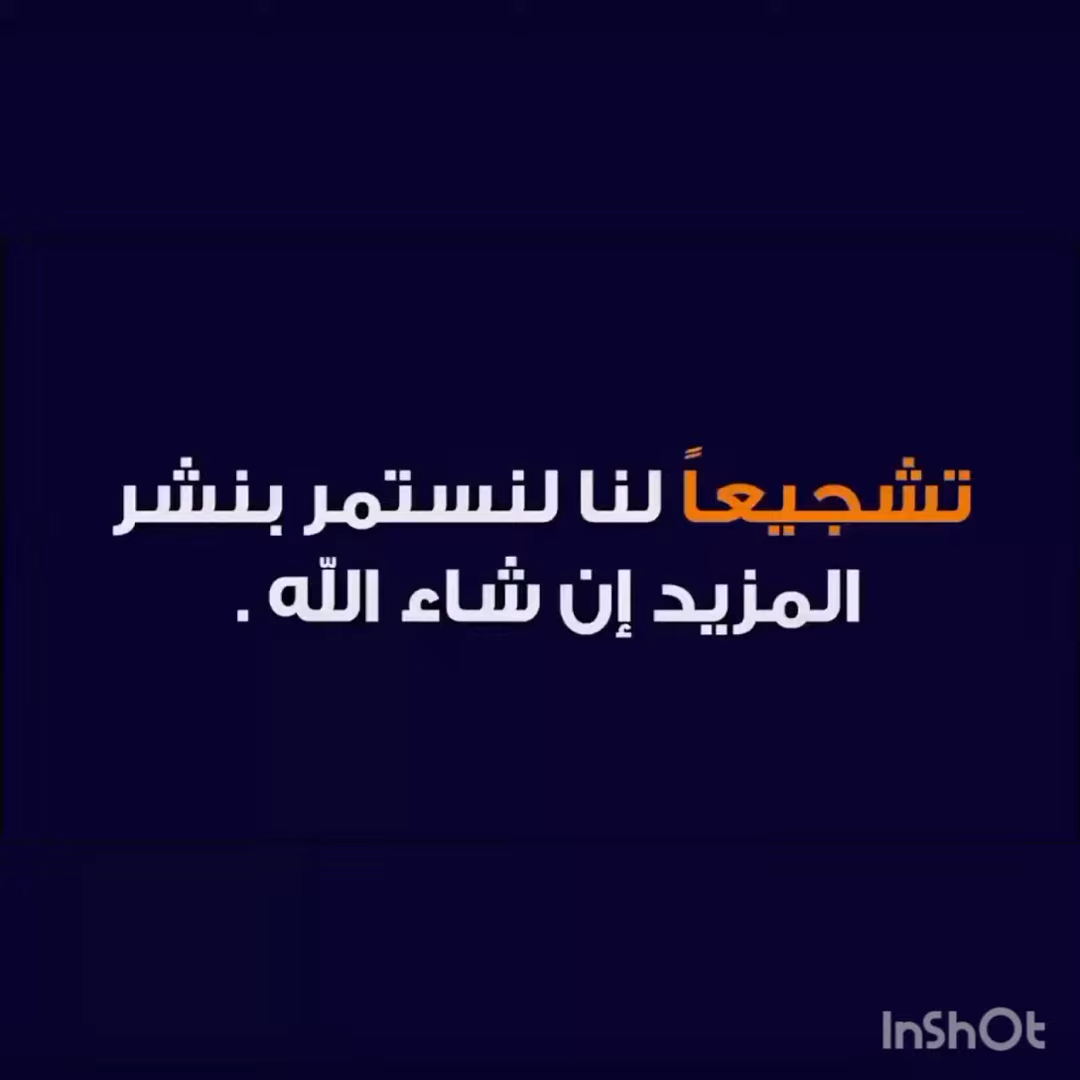 تشجيعاً لنا لنستمر بنشر
المزيد إن شاء الله .
InShOt